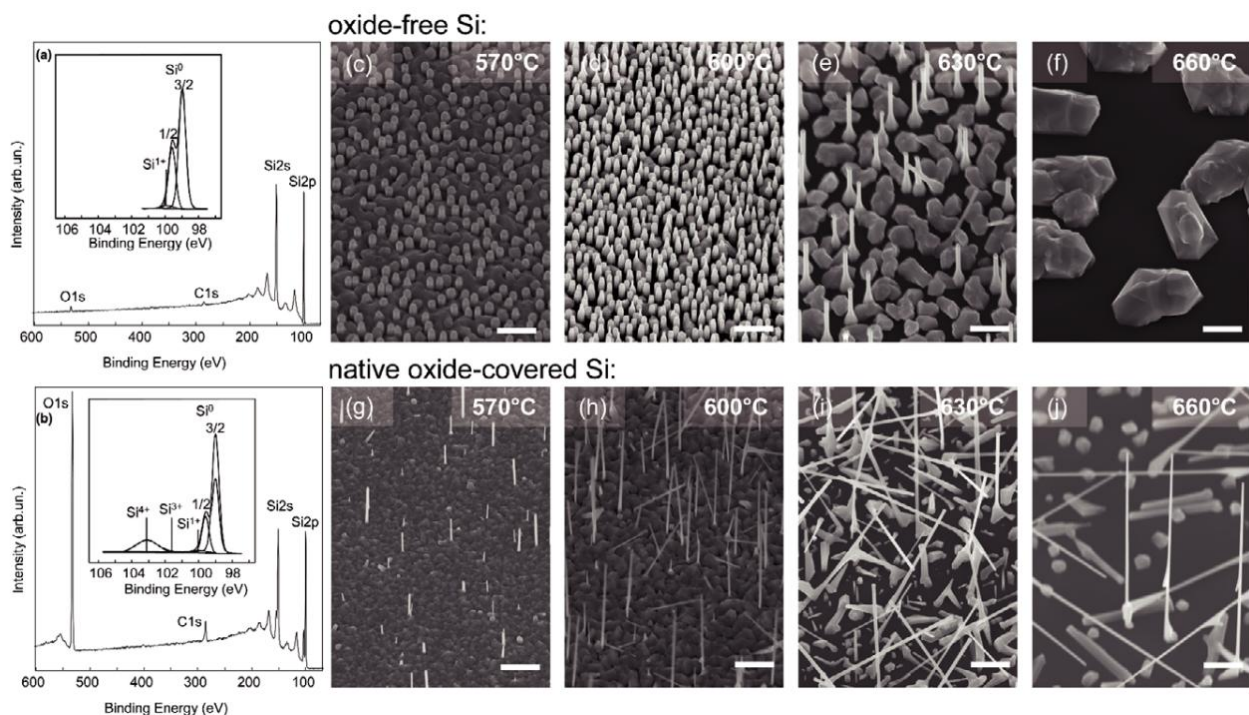 oxide-free Si:
(a)
Si⁰
3/2
1/2
Si¹⁺
106 104 102 100 98
Binding Energy (eV)
Intensity (arb.un.)
Si2s
Si2p
O1s
C1s
600 500 400 300 200 100
Binding Energy (eV)
(c) 570°C
(d) 600°C
(e) 630°C
(f) 660°C
native oxide-covered Si:
(b)
O1s
Si⁰
3/2
1/2
Si⁴⁺
Si³⁺
Si¹⁺
106 104 102 100 98
Binding Energy (eV)
Intensity (arb.un.)
Si2s
Si2p
C1s
600 500 400 300 200 100
Binding Energy (eV)
(g) 570°C
(h) 600°C
(i) 630°C
(j) 660°C